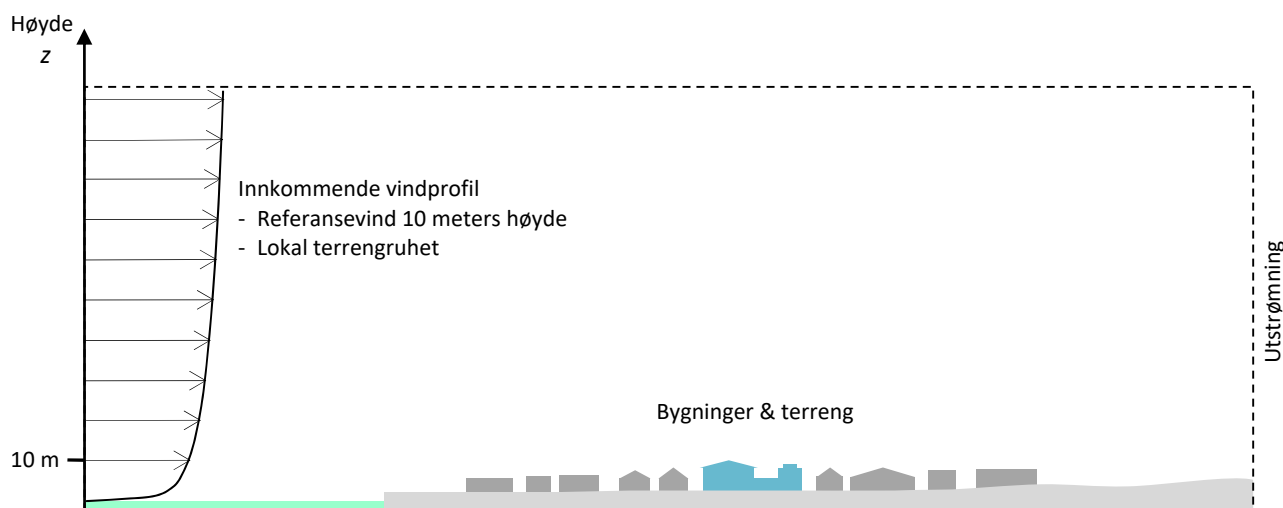 Høyde
z
Innkommende vindprofil
- Referansevind 10 meters høyde
- Lokal terrengruhet
Utstrømning
Bygninger & terreng
10 m